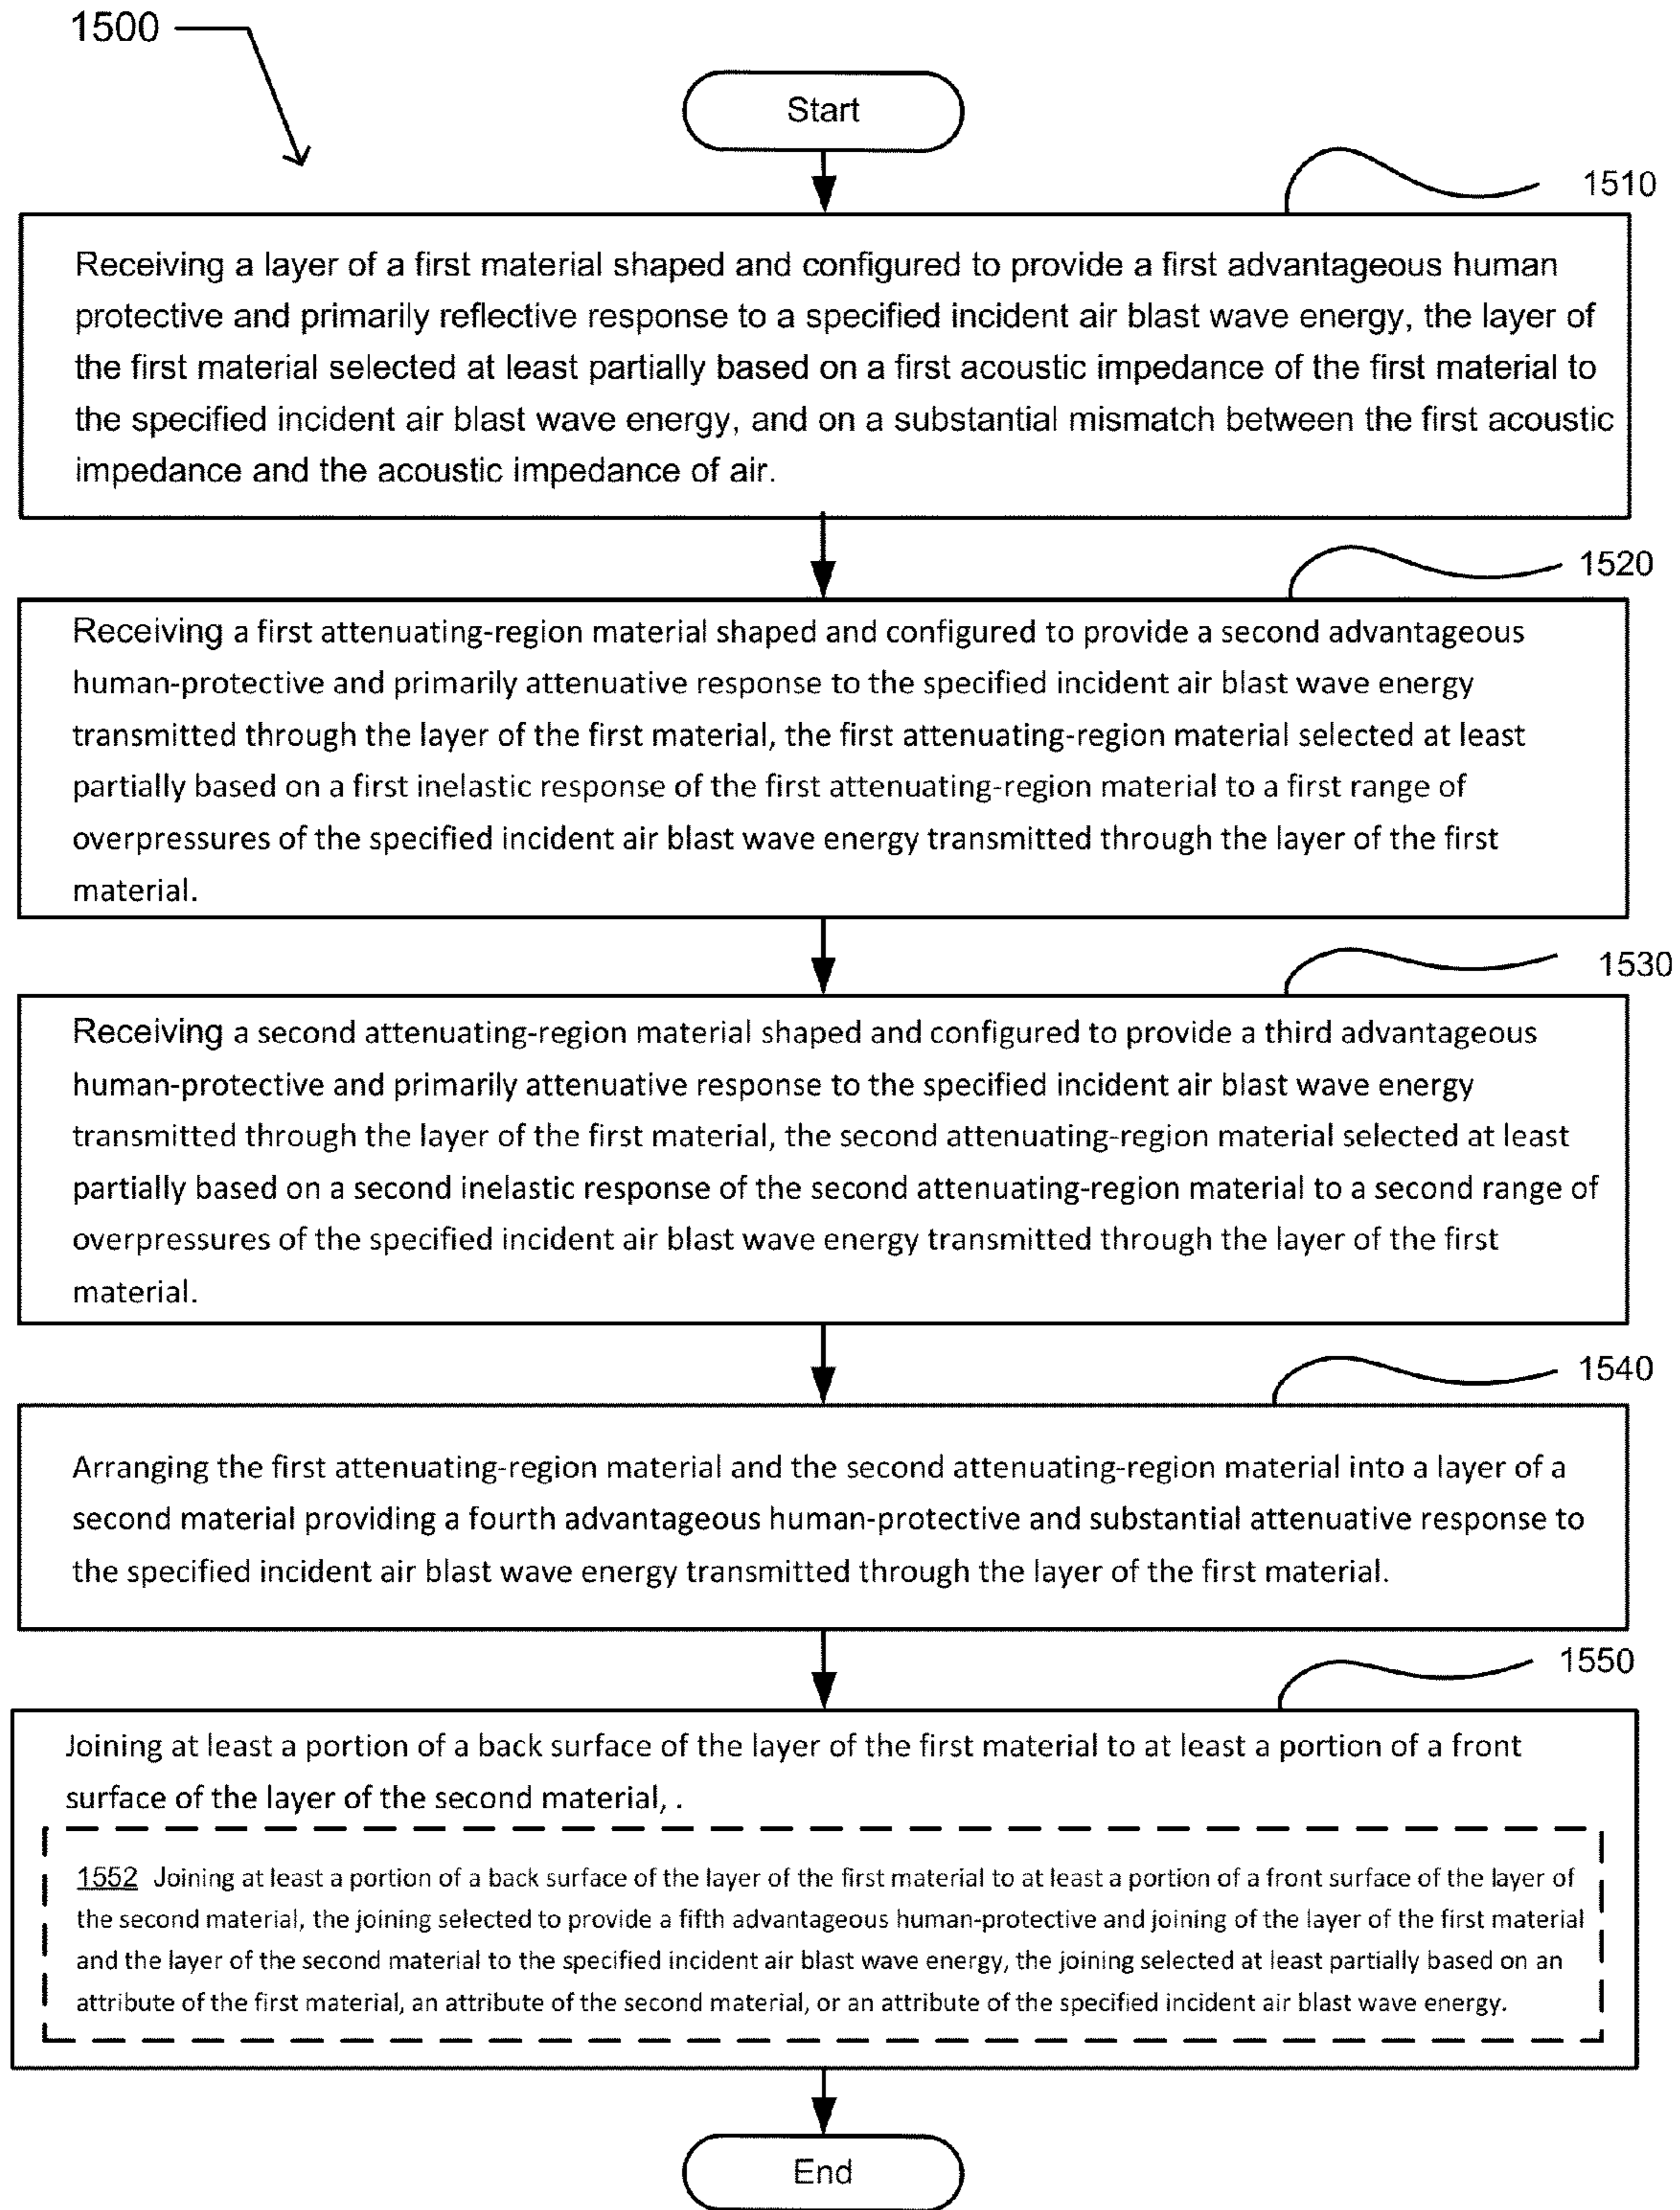 1500
Start
1510
Receiving a layer of a first material shaped and configured to provide a first advantageous human
protective and primarily reflective response to a specified incident air blast wave energy, the layer of
the first material selected at least partially based on a first acoustic impedance of the first material to
the specified incident air blast wave energy, and on a substantial mismatch between the first acoustic
impedance and the acoustic impedance of air.
1520
Receiving a first attenuating-region material shaped and configured to provide a second advantageous
human-protective and primarily attenuative response to the specified incident air blast wave energy
transmitted through the layer of the first material, the first attenuating-region material selected at least
partially based on a first inelastic response of the first attenuating-region material to a first range of
overpressures of the specified incident air blast wave energy transmitted through the layer of the first
material.
1530
Receiving a second attenuating-region material shaped and configured to provide a third advantageous
human-protective and primarily attenuative response to the specified incident air blast wave energy
transmitted through the layer of the first material, the second attenuating-region material selected at least
partially based on a second inelastic response of the second attenuating-region material to a second range of
overpressures of the specified incident air blast wave energy transmitted through the layer of the first
material.
1540
Arranging the first attenuating-region material and the second attenuating-region material into a layer of a
second material providing a fourth advantageous human-protective and substantial attenuative response to
the specified incident air blast wave energy transmitted through the layer of the first material.
1550
Joining at least a portion of a back surface of the layer of the first material to at least a portion of a front
surface of the layer of the second material, .
1552 Joining at least a portion of a back surface of the layer of the first material to at least a portion of a front surface of the layer of
the second material, the joining selected to provide a fifth advantageous human-protective and joining of the layer of the first material
and the layer of the second material to the specified incident air blast wave energy, the joining selected at least partially based on an
attribute of the first material, an attribute of the second material, or an attribute of the specified incident air blast wave energy.
End